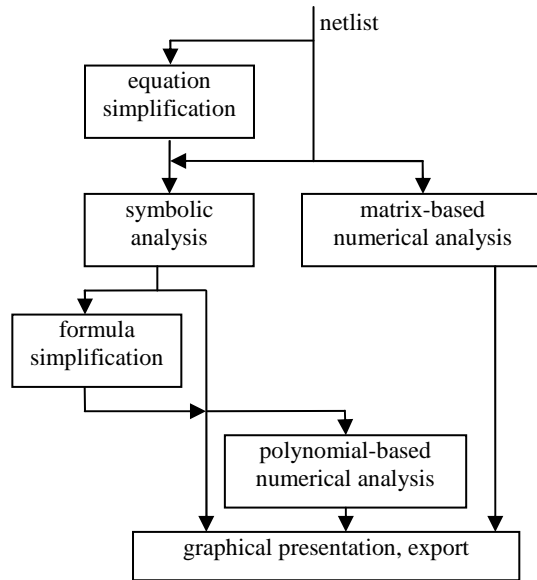 netlist
equation
simplification
symbolic
analysis
matrix-based
numerical analysis
formula
simplification
polynomial-based
numerical analysis
graphical presentation, export